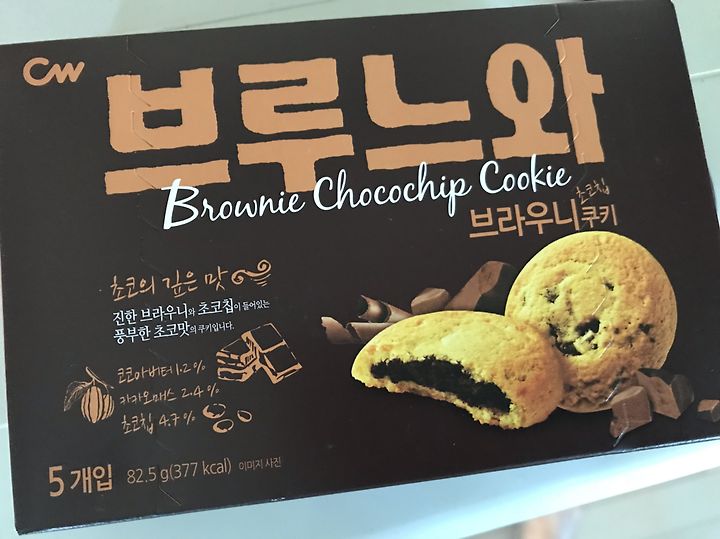 CW
브루느와
Brownie Chocochip Cookie
브라우니 초코칩 쿠키
초코의 깊은 맛
진한 브라우니와 초코칩이 들어있는
풍부한 초코맛의 쿠키입니다.
코코아버터 1.2%
카카오매스 2.4%
초코칩 4.7%
5개입 82.5 g(377 kcal) 이미지 사진